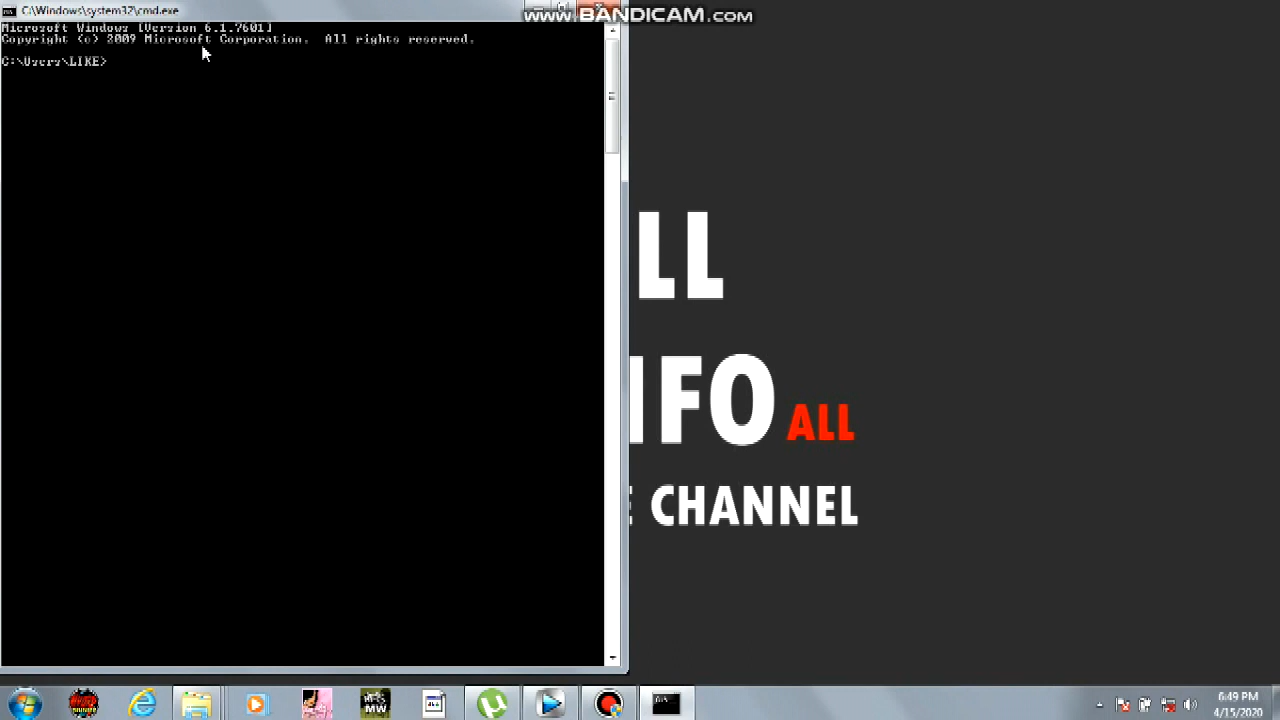 C:\Windows\system32\cmd.exe
www.BANDICAM.com
Microsoft Windows [Version 6.1.7601]
Copyright (c) 2009 Microsoft Corporation. All rights reserved.
C:\Users\LIKE>
LL
IFO ALL
E CHANNEL
MW
6:49 PM
4/15/2020